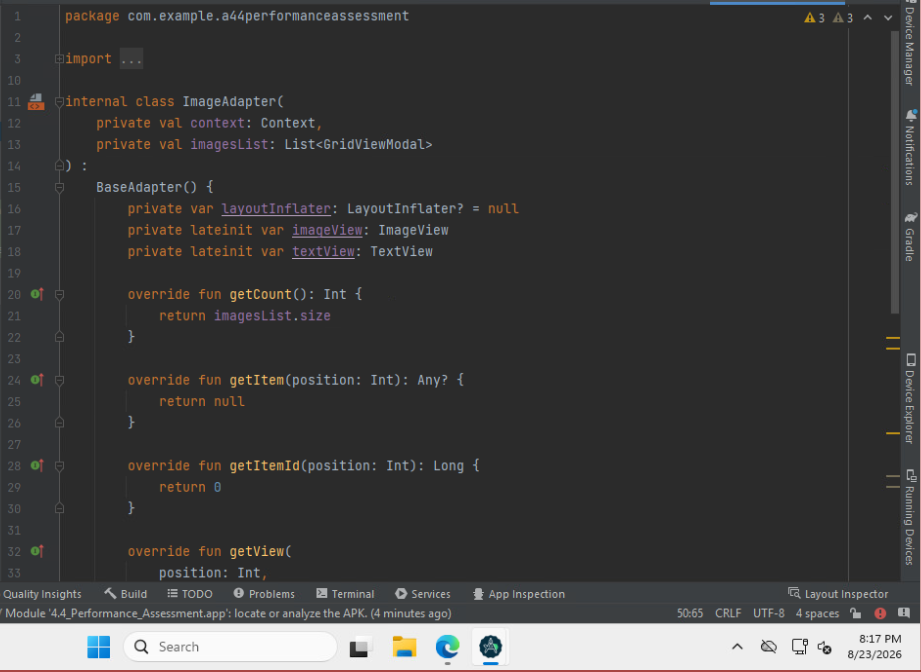 1 package com.example.a44performanceassessment
2
3 import ...
10
11 internal class ImageAdapter(
12 private val context: Context,
13 private val imagesList: List<GridViewModal>
14 ) :
15 BaseAdapter() {
16 private var layoutInflater: LayoutInflater? = null
17 private lateinit var imageView: ImageView
18 private lateinit var textView: TextView
19
20 override fun getCount(): Int {
21 return imagesList.size
22 }
23
24 override fun getItem(position: Int): Any? {
25 return null
26 }
27
28 override fun getItemId(position: Int): Long {
29 return 0
30 }
31
32 override fun getView(
33 position: Int,
3 3
Device Manager
Notifications
Gradle
Device Explorer
Running Devices
Quality Insights Build TODO Problems Terminal Services App Inspection Layout Inspector
/ Module '4.4_Performance_Assessment.app': locate or analyze the APK. (4 minutes ago) 50:65 CRLF UTF-8 4 spaces
Search
8:17 PM
8/23/2026